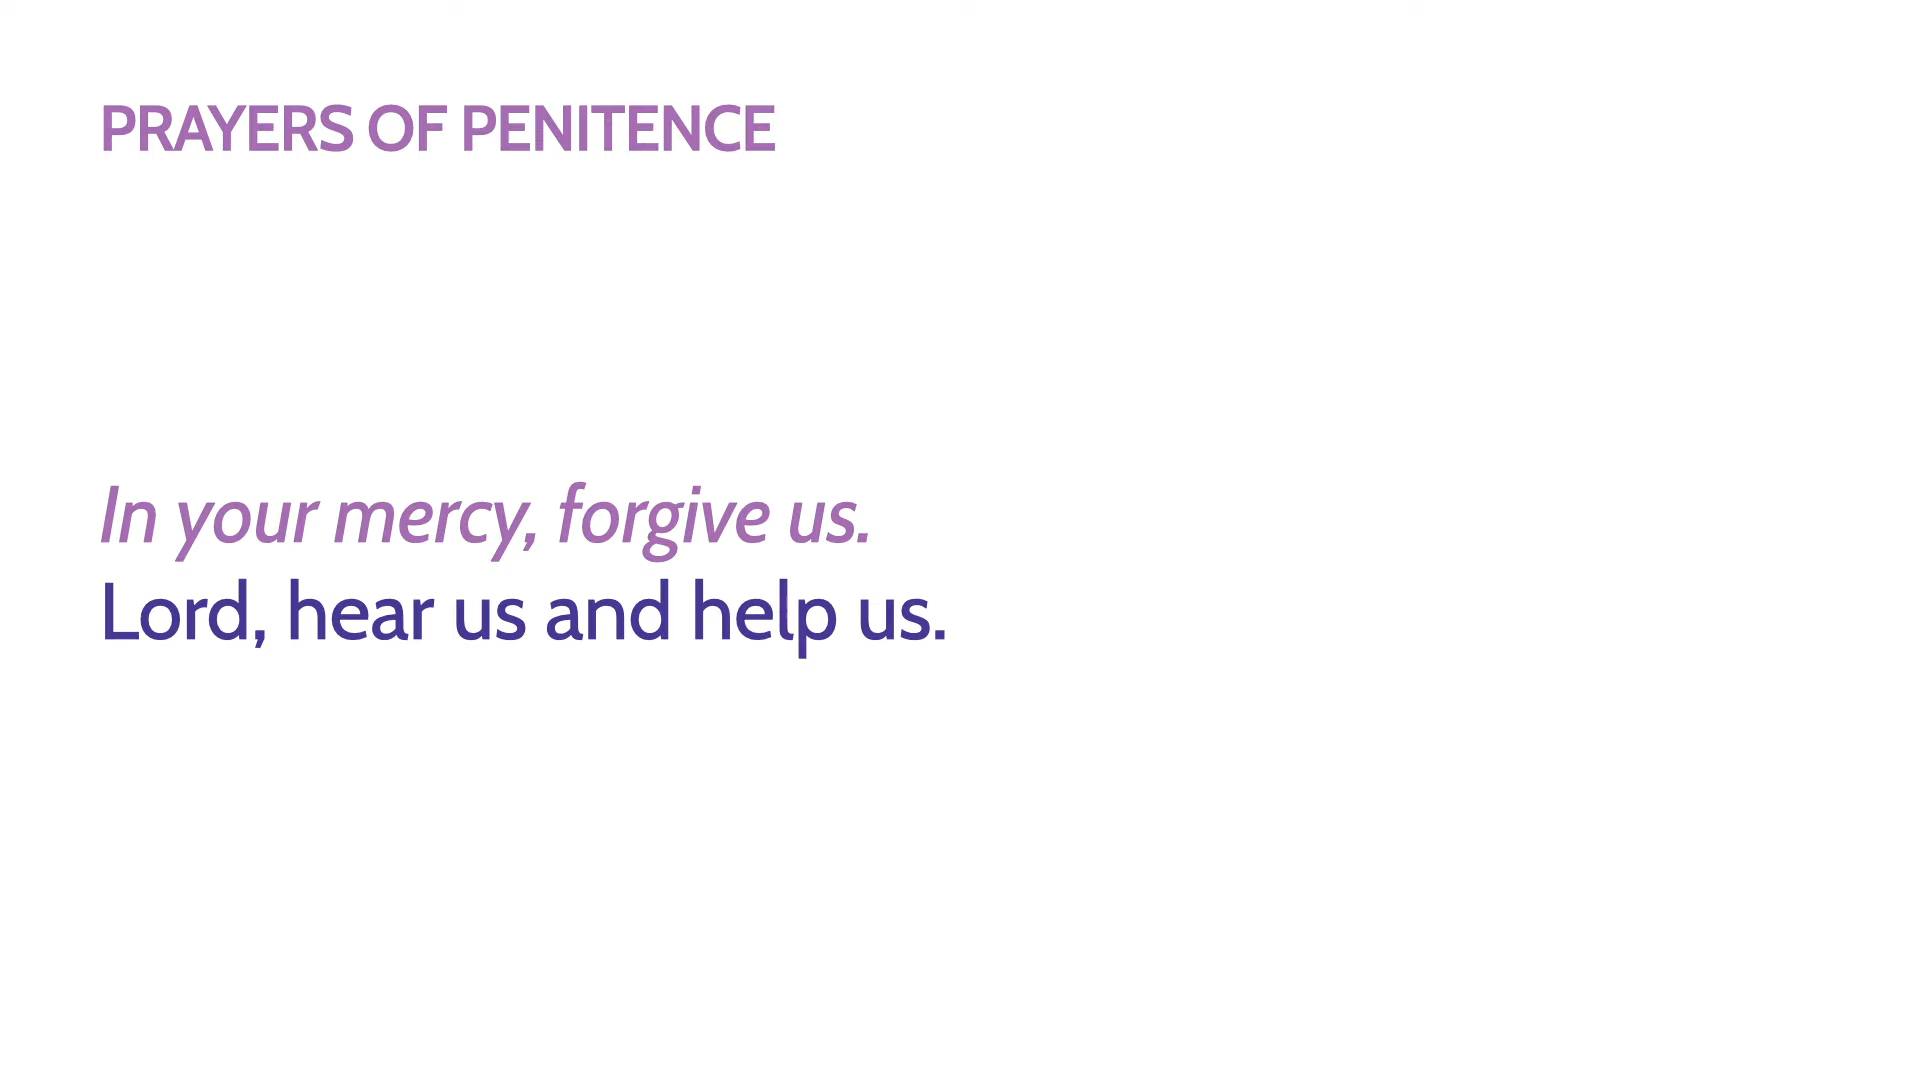 PRAYERS OF PENITENCE
In your mercy, forgive us.
Lord, hear us and help us.